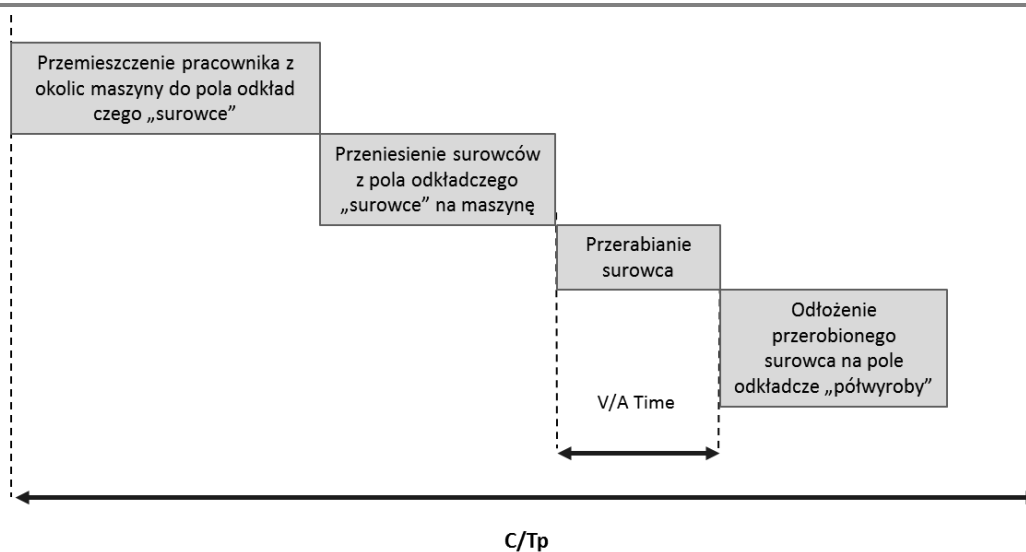 Przemieszczenie pracownika z
okolic maszyny do pola odkład
czego „surowce”
Przeniesienie surowców
z pola odkładczego
„surowce” na maszynę
Przerabianie
surowca
Odłożenie
przerobionego
surowca na pole
odkładcze „półwyroby”
V/A Time
C/Tp